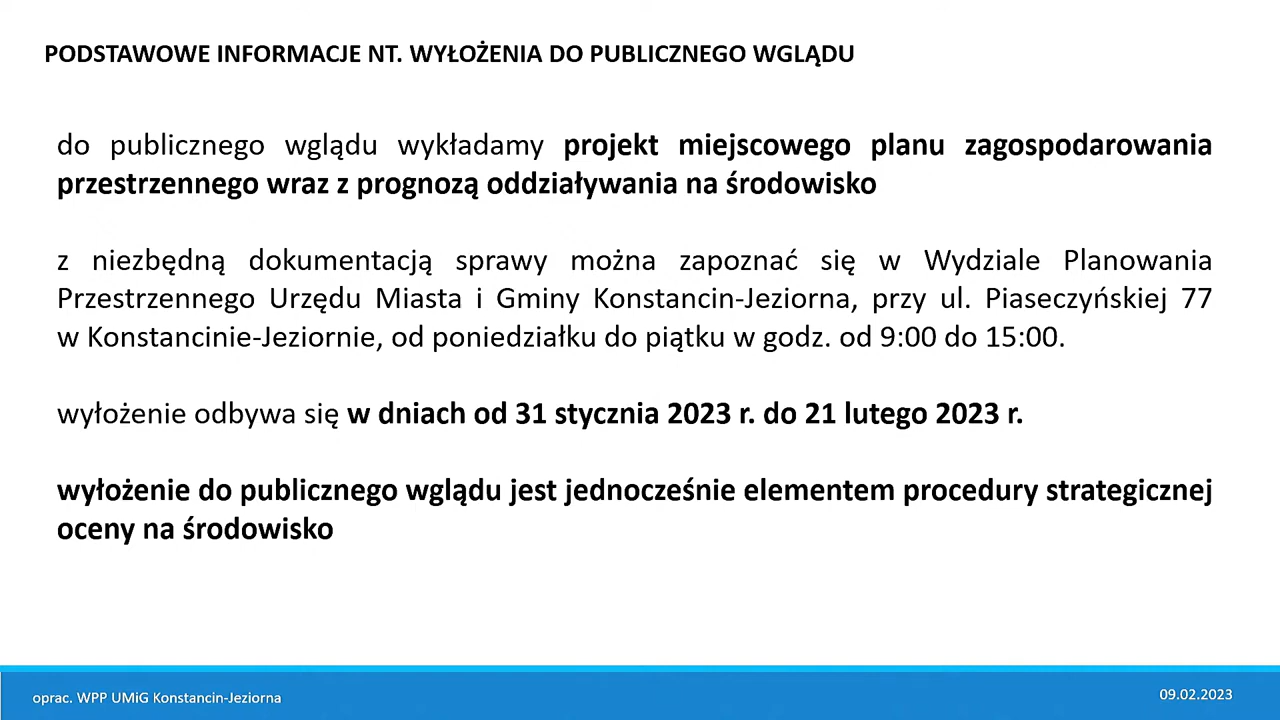 PODSTAWOWE INFORMACJE NT. WYŁOŻENIA DO PUBLICZNEGO WGLĄDU
do publicznego wglądu wykładamy projekt miejscowego planu zagospodarowania
przestrzennego wraz z prognozą oddziaływania na środowisko
z niezbędną dokumentacją sprawy można zapoznać się w Wydziale Planowania
Przestrzennego Urzędu Miasta i Gminy Konstancin-Jeziorna, przy ul. Piaseczyńskiej 77
w Konstancinie-Jeziornie, od poniedziałku do piątku w godz. od 9:00 do 15:00.
wyłożenie odbywa się w dniach od 31 stycznia 2023 r. do 21 lutego 2023 r.
wyłożenie do publicznego wglądu jest jednocześnie elementem procedury strategicznej
oceny na środowisko
oprac. WPP UMiG Konstancin-Jeziorna
09.02.2023